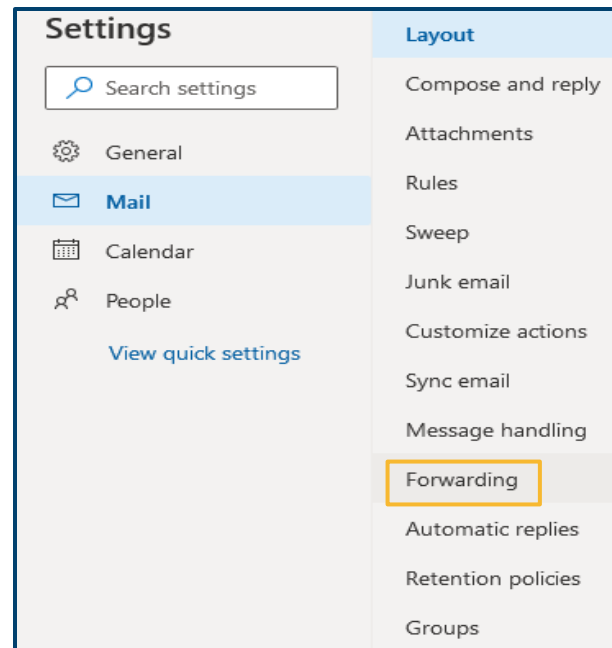 Settings
Search settings
General
Mail
Calendar
People
View quick settings
Layout
Compose and reply
Attachments
Rules
Sweep
Junk email
Customize actions
Sync email
Message handling
Forwarding
Automatic replies
Retention policies
Groups